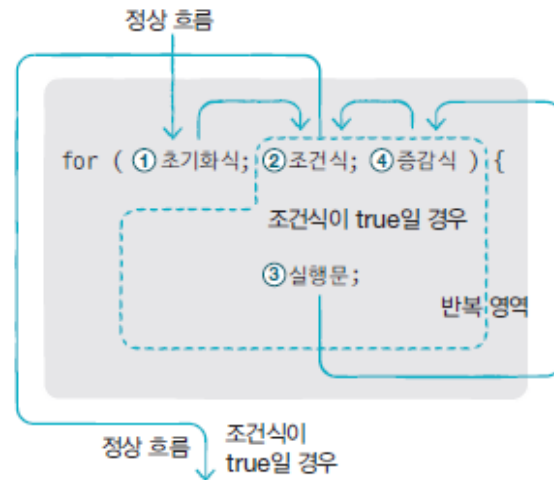 정상 흐름
for ( ① 초기화식; ② 조건식; ④ 증감식 ) {
조건식이 true일 경우
③ 실행문;
반복 영역
정상 흐름
조건식이
true일 경우